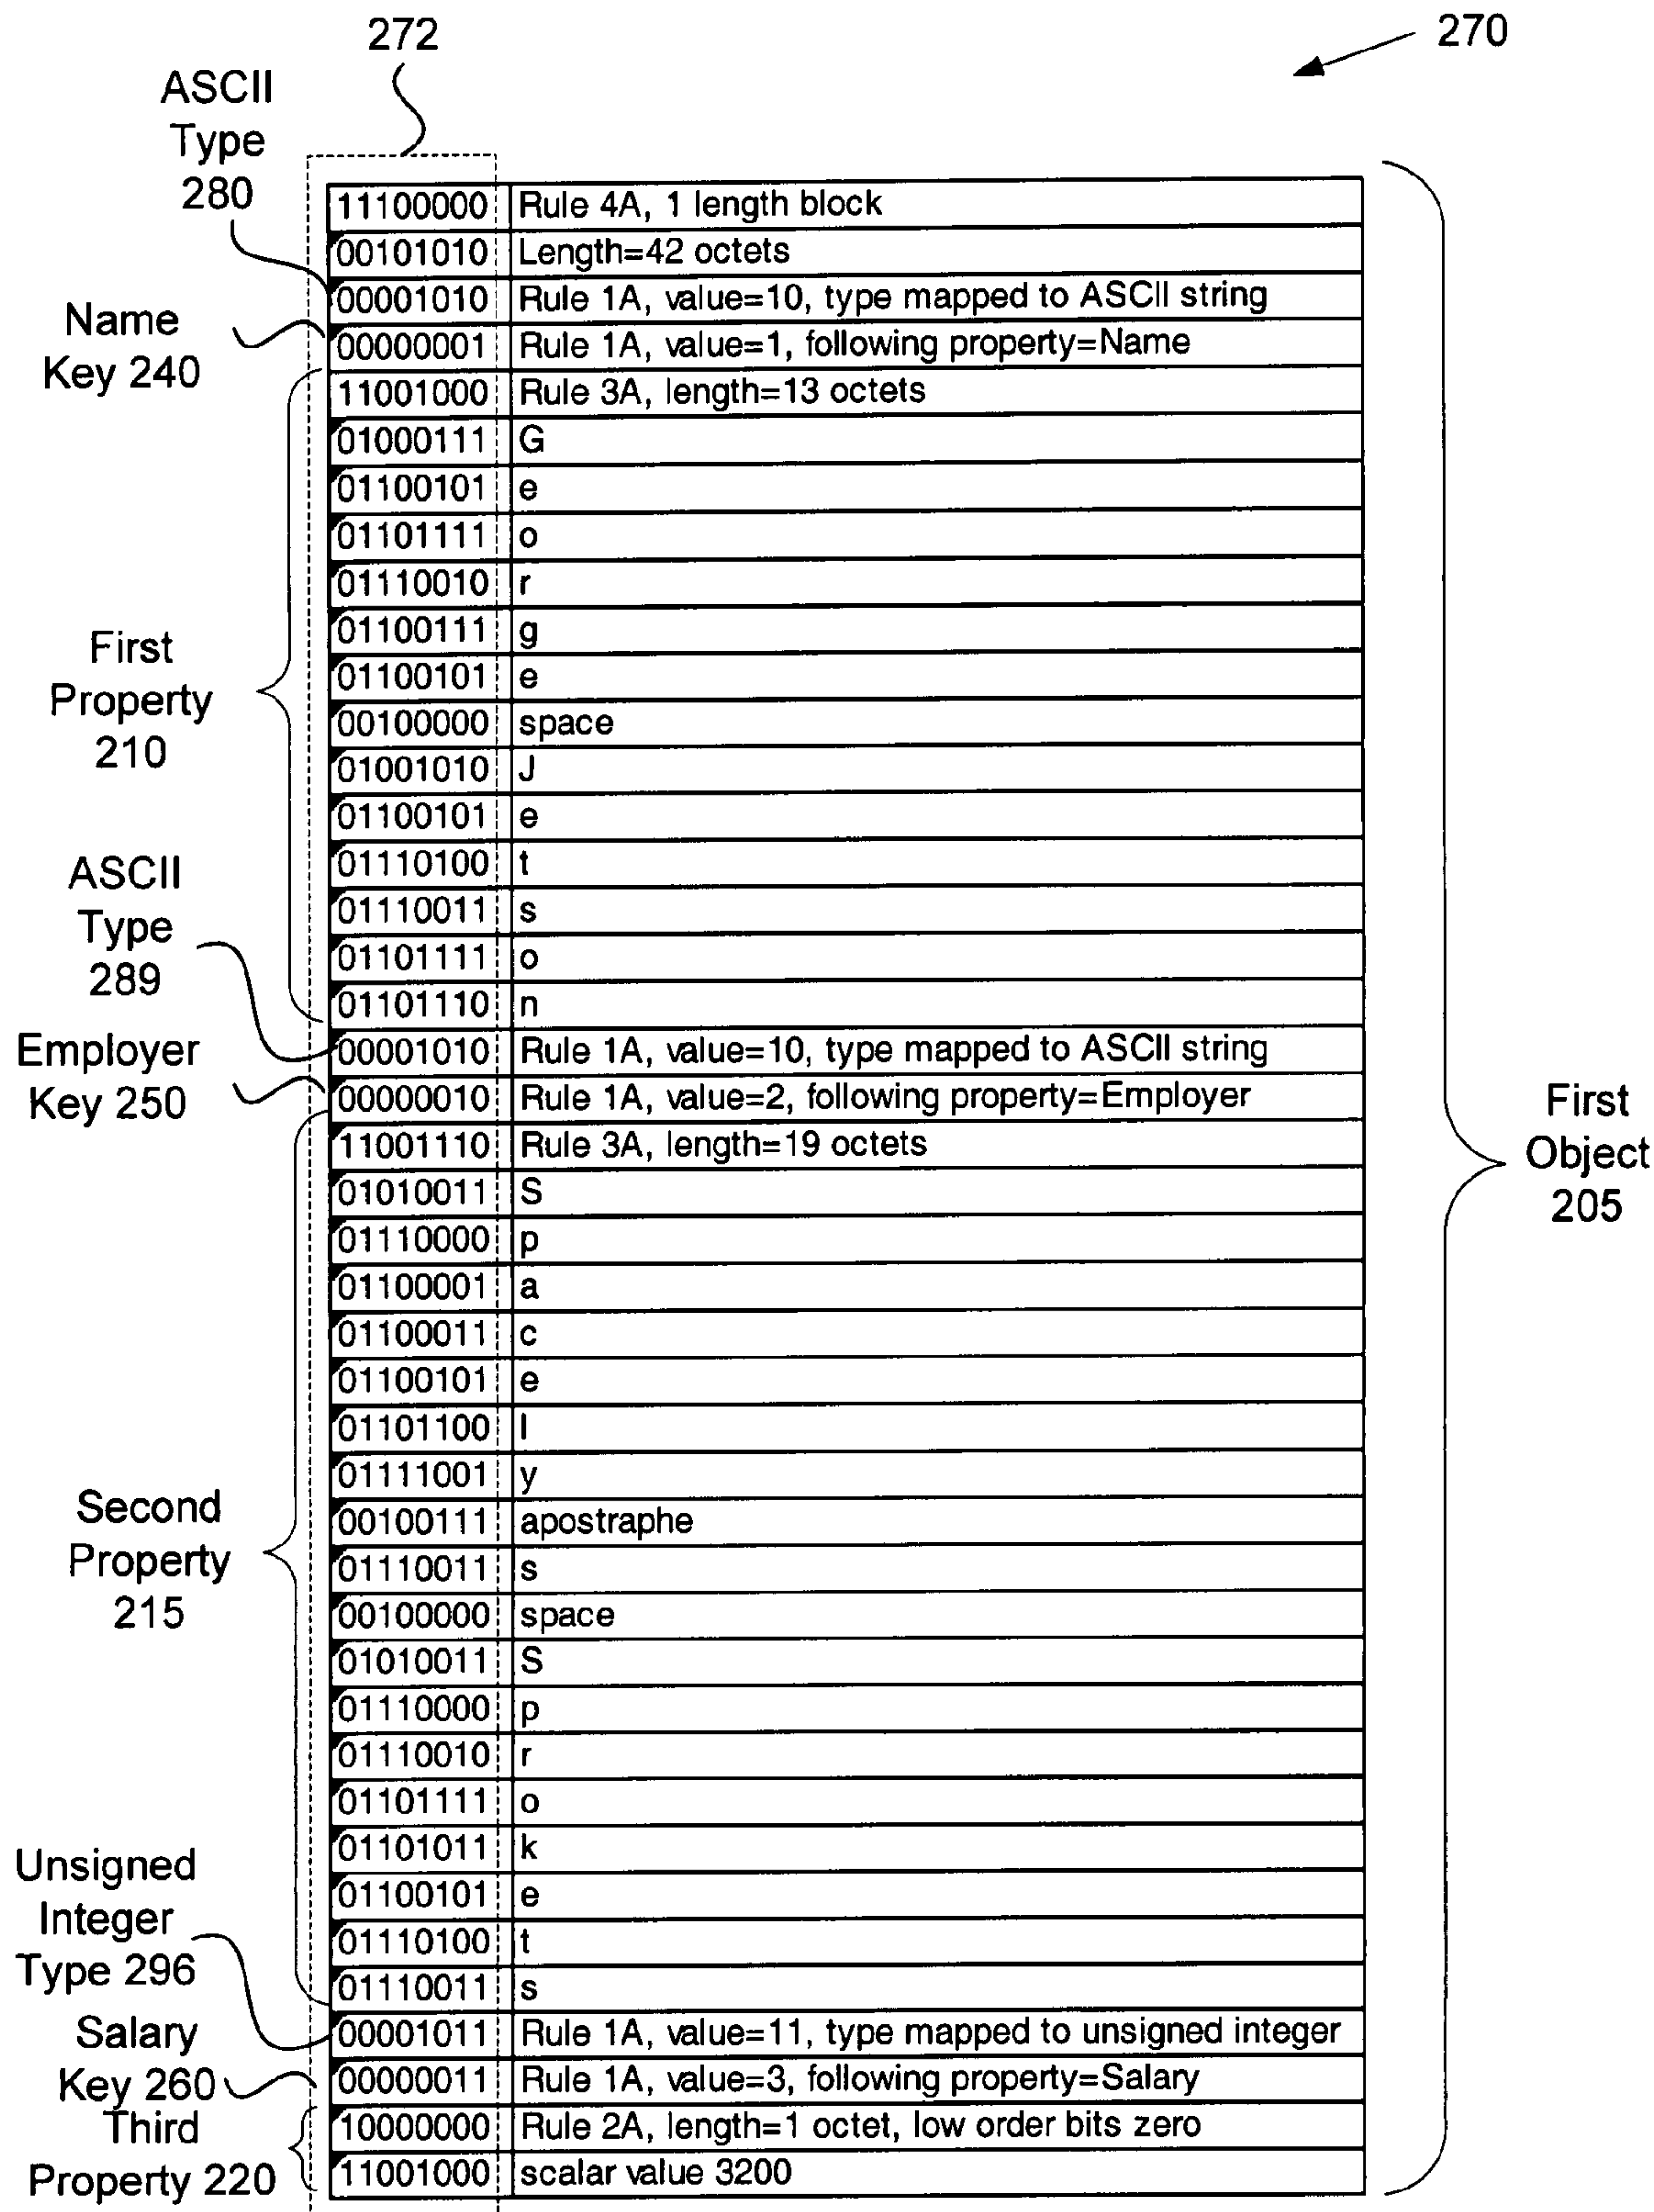 272
270
ASCII
Type
280
11100000 Rule 4A, 1 length block
00101010 Length=42 octets
00001010 Rule 1A, value=10, type mapped to ASCII string
Name
Key 240
00000001 Rule 1A, value=1, following property=Name
11001000 Rule 3A, length=13 octets
01000111 G
01100101 e
01101111 o
01110010 r
01100111 g
First
Property
210
01100101 e
00100000 space
01001010 J
01100101 e
01110100 t
ASCII
Type
289
01110011 s
01101111 o
01101110 n
00001010 Rule 1A, value=10, type mapped to ASCII string
Employer
Key 250
00000010 Rule 1A, value=2, following property=Employer
First
Object
205
11001110 Rule 3A, length=19 octets
01010011 S
01110000 p
01100001 a
01100011 c
01100101 e
01101100 l
01111001 y
Second
Property
215
00100111 apostraphe
01110011 s
00100000 space
01010011 S
01110000 p
01110010 r
01101111 o
01101011 k
01100101 e
01110100 t
01110011 s
Unsigned
Integer
Type 296
00001011 Rule 1A, value=11, type mapped to unsigned integer
Salary
Key 260
00000011 Rule 1A, value=3, following property=Salary
Third
Property 220
10000000 Rule 2A, length=1 octet, low order bits zero
11001000 scalar value 3200